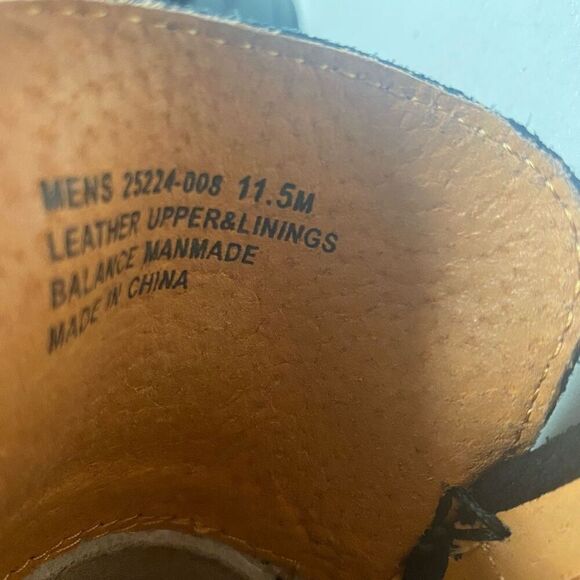 MENS 25224-008 11.5M
LEATHER UPPER&LININGS
BALANCE MANMADE
MADE IN CHINA